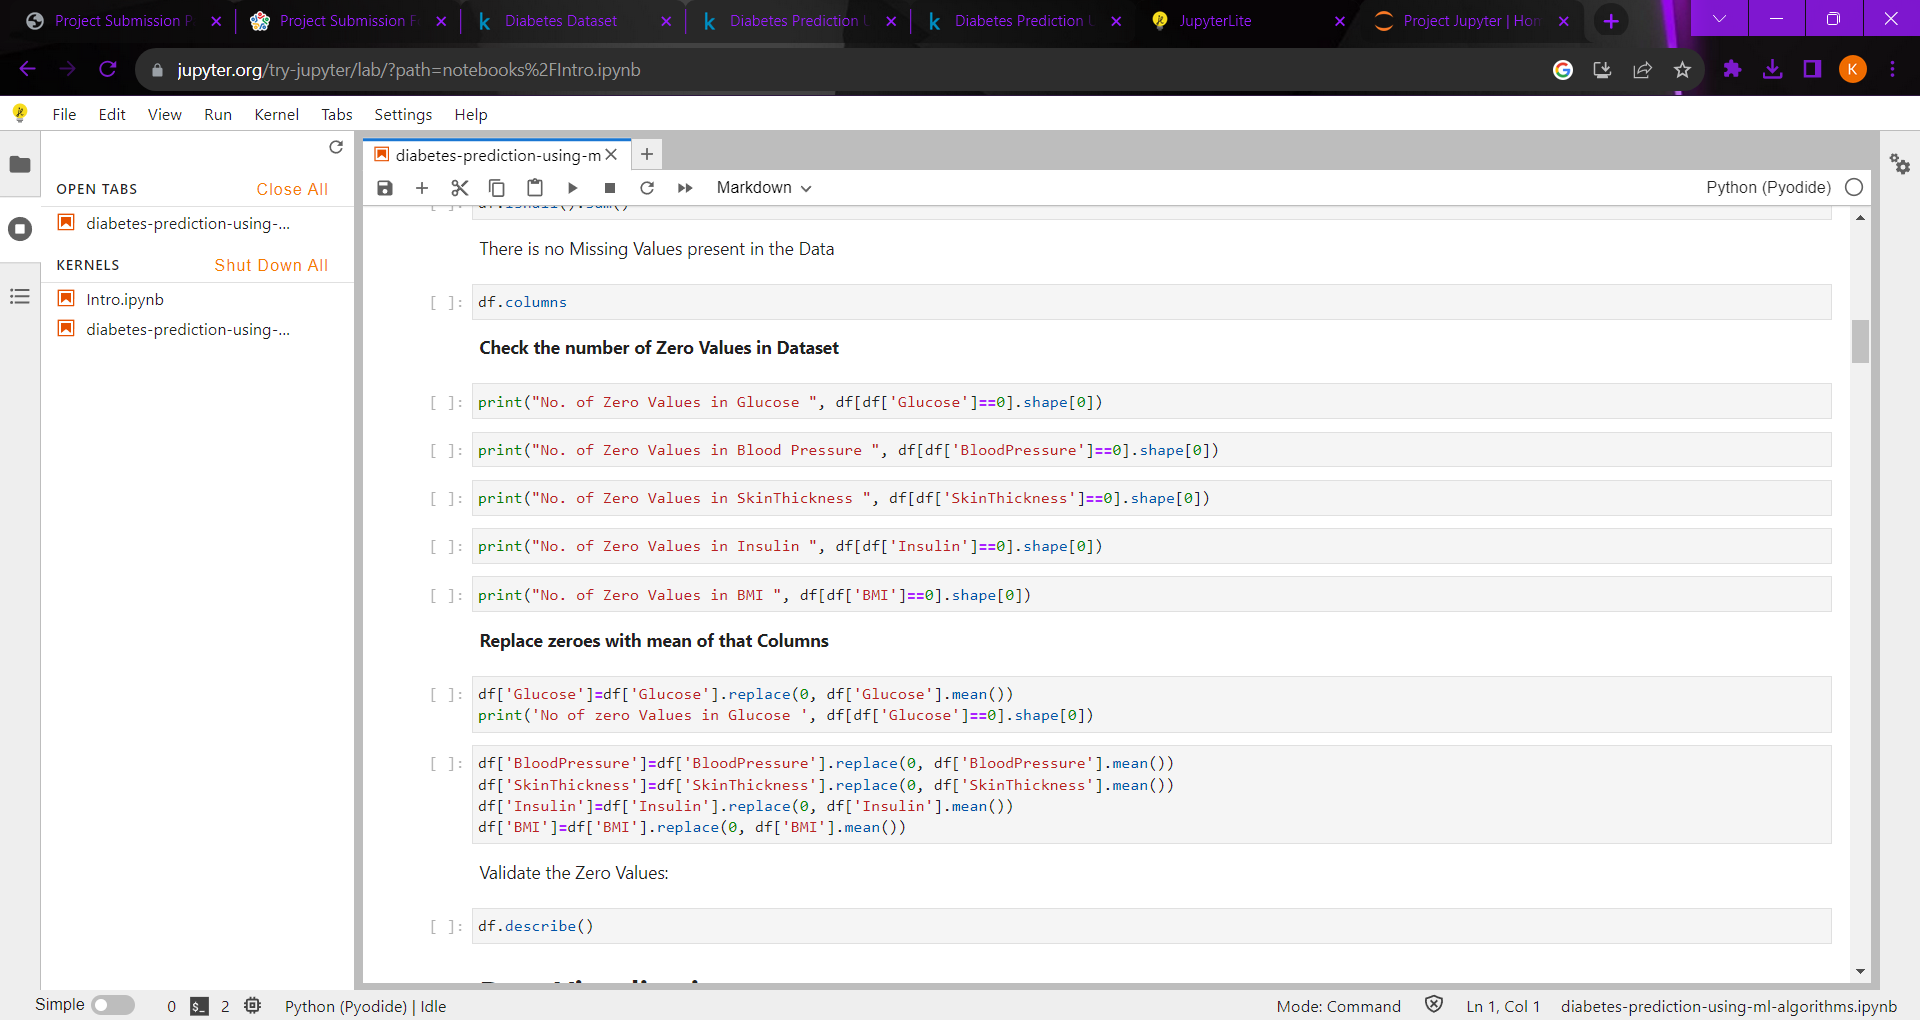 Project Submission P
Project Submission F
Diabetes Dataset
Diabetes Prediction U
Diabetes Prediction U
JupyterLite
Project Jupyter | Hon
jupyter.org/try-jupyter/lab/?path=notebooks%2FIntro.ipynb
K
File Edit View Run Kernel Tabs Settings Help
OPEN TABS Close All
diabetes-prediction-using-...
KERNELS Shut Down All
Intro.ipynb
diabetes-prediction-using-...
diabetes-prediction-using-m
Markdown
Python (Pyodide)
[ ]: df.isnull().sum()
There is no Missing Values present in the Data
[ ]: df.columns
Check the number of Zero Values in Dataset
[ ]: print("No. of Zero Values in Glucose ", df[df['Glucose']==0].shape[0])
[ ]: print("No. of Zero Values in Blood Pressure ", df[df['BloodPressure']==0].shape[0])
[ ]: print("No. of Zero Values in SkinThickness ", df[df['SkinThickness']==0].shape[0])
[ ]: print("No. of Zero Values in Insulin ", df[df['Insulin']==0].shape[0])
[ ]: print("No. of Zero Values in BMI ", df[df['BMI']==0].shape[0])
Replace zeroes with mean of that Columns
[ ]: df['Glucose']=df['Glucose'].replace(0, df['Glucose'].mean())
print('No of zero Values in Glucose ', df[df['Glucose']==0].shape[0])
[ ]: df['BloodPressure']=df['BloodPressure'].replace(0, df['BloodPressure'].mean())
df['SkinThickness']=df['SkinThickness'].replace(0, df['SkinThickness'].mean())
df['Insulin']=df['Insulin'].replace(0, df['Insulin'].mean())
df['BMI']=df['BMI'].replace(0, df['BMI'].mean())
Validate the Zero Values:
[ ]: df.describe()
Simple 0 $_ 2 Python (Pyodide) | Idle
Mode: Command Ln 1, Col 1 diabetes-prediction-using-ml-algorithms.ipynb